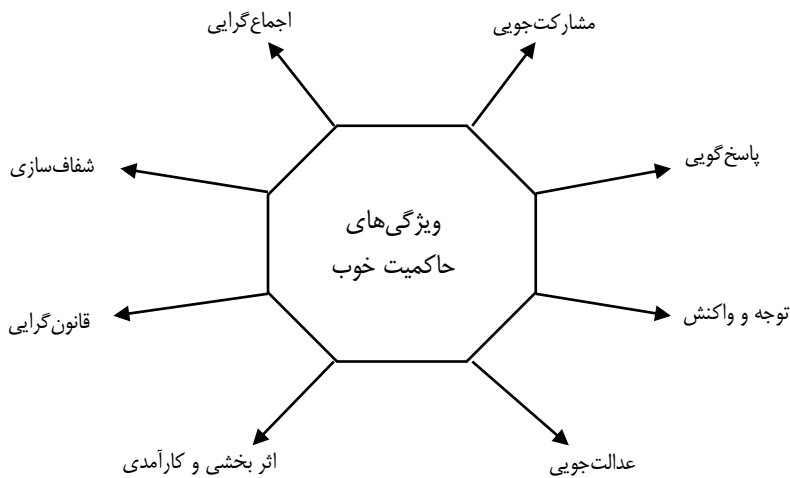 مشارکت‌جویی
اجماع‌گرایی
پاسخ‌گویی
شفاف‌سازی
ویژگی‌های
حاکمیت خوب
توجه و واکنش
قانون‌گرایی
عدالت‌جویی
اثر بخشی و کارآمدی